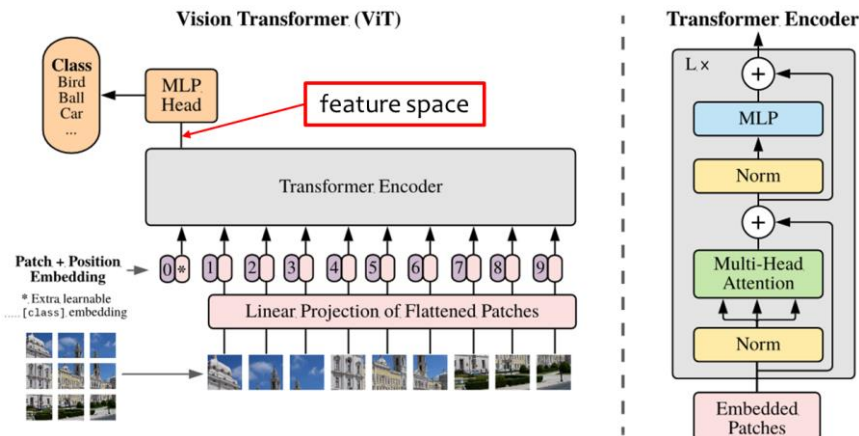 Vision Transformer (ViT)
Class
Bird
Ball
Car
...
MLP
Head
feature space
Transformer Encoder
Patch + Position
Embedding
0 * 1 2 3 4 5 6 7 8 9
* Extra learnable
[class] embedding
Linear Projection of Flattened Patches
Transformer Encoder
L ×
+
MLP
Norm
+
Multi-Head
Attention
Norm
Embedded
Patches